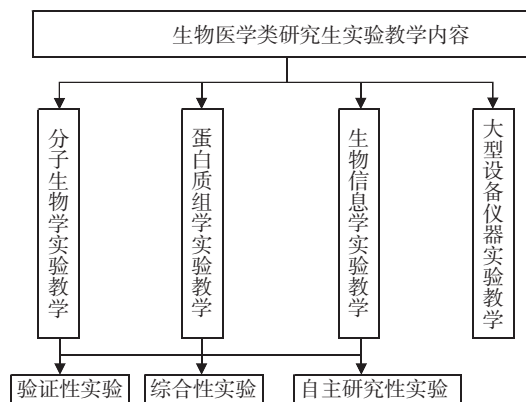 生物医学类研究生实验教学内容
分子生物学实验教学
蛋白质组学实验教学
生物信息学实验教学
大型设备仪器实验教学
验证性实验
综合性实验
自主研究性实验